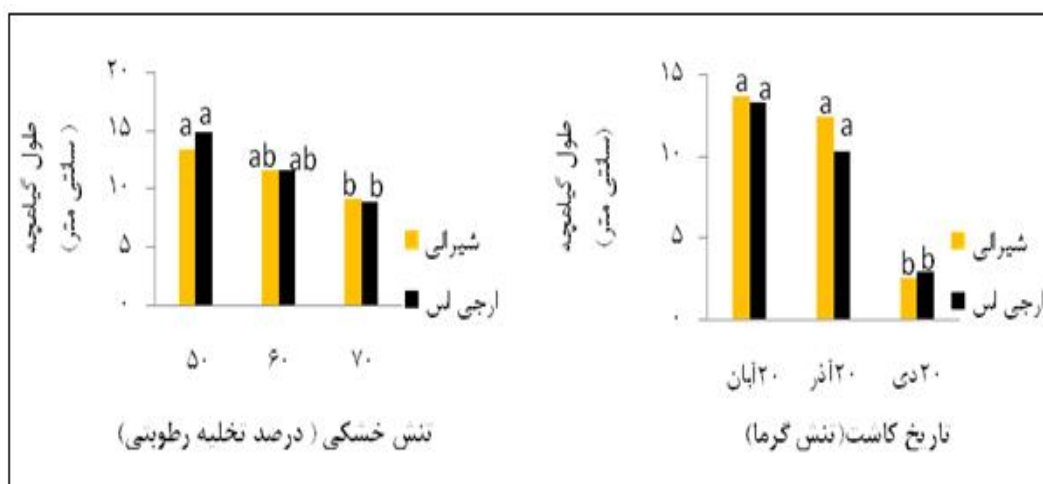 ۲۰
۱۵
۱۰
۵
۰
طول گیاهچه
(سانتی متر)
a a
ab ab
b b
شیرالی
ارجی لس
۵۰ ۶۰ ۷۰
تنش خشکی ( درصد تخلیه رطوبتی)
۱۵
۱۰
۵
۰
طول گیاهچه
(سانتی متر)
a a
a a
b b
شیرالی
ارجی لس
۲۰آبان ۲۰آذر ۲۰دی
تاریخ کاشت(تنش گرما)